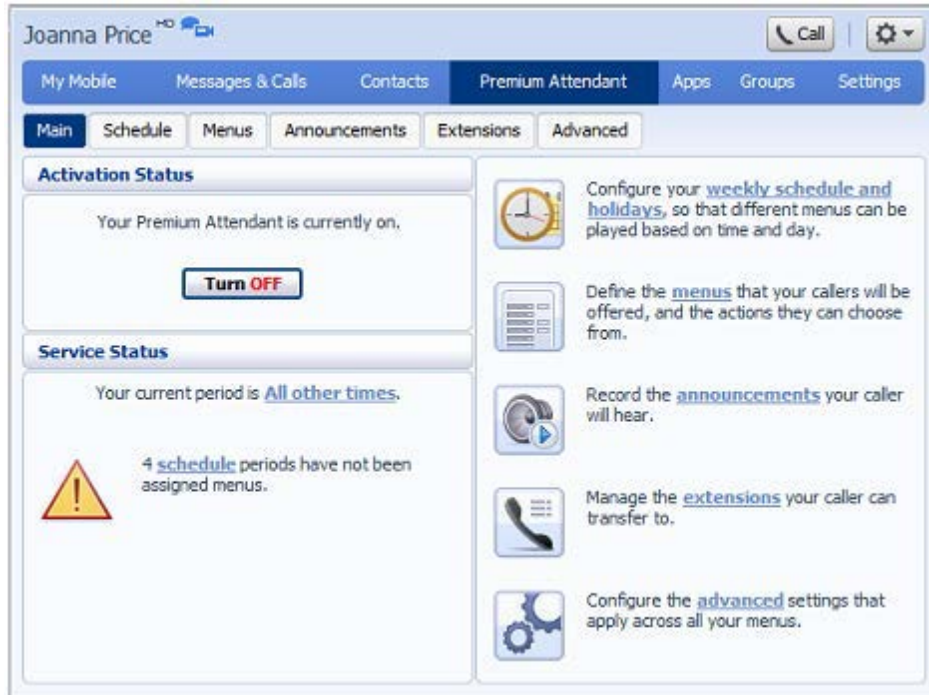 Joanna Price HD
Call
My Mobile Messages & Calls Contacts Premium Attendant Apps Groups Settings
Main Schedule Menus Announcements Extensions Advanced
Activation Status
Your Premium Attendant is currently on.
Turn OFF
Service Status
Your current period is All other times.
4 schedule periods have not been
assigned menus.
Configure your weekly schedule and
holidays, so that different menus can be
played based on time and day.
Define the menus that your callers will be
offered, and the actions they can choose
from.
Record the announcements your caller
will hear.
Manage the extensions your caller can
transfer to.
Configure the advanced settings that
apply across all your menus.